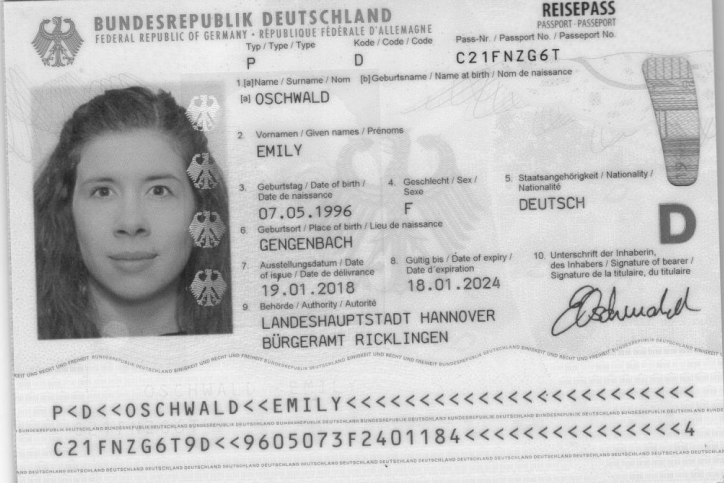 BUNDESREPUBLIK DEUTSCHLAND
FEDERAL REPUBLIC OF GERMANY • RÉPUBLIQUE FÉDÉRALE D'ALLEMAGNE
REISEPASS
PASSPORT · PASSEPORT
Typ / Type / Type Kode / Code / Code Pass-Nr. / Passport No. / Passeport No.
P D C21FNZG6T
1.[a]Name / Surname / Nom [b]Geburtsname / Name at birth / Nom de naissance
[a] OSCHWALD
2. Vornamen / Given names / Prénoms
EMILY
3. Geburtstag / Date of birth / Date de naissance
07.05.1996
4. Geschlecht / Sex / Sexe
F
5. Staatsangehörigkeit / Nationality / Nationalité
DEUTSCH
6. Geburtsort / Place of birth / Lieu de naissance
GENGENBACH
7. Ausstellungsdatum / Date of issue / Date de délivrance
19.01.2018
8. Gültig bis / Date of expiry / Date d'expiration
18.01.2024
9. Behörde / Authority / Autorité
LANDESHAUPTSTADT HANNOVER
BÜRGERAMT RICKLINGEN
10. Unterschrift der Inhaberin,
des Inhabers / Signature of bearer /
Signature de la titulaire, du titulaire
D
P<D<<OSCHWALD<<EMILY<<<<<<<<<<<<<<<<<<<<<<<<
C21FNZG6T9D<<9605073F2401184<<<<<<<<<<<<<<<4